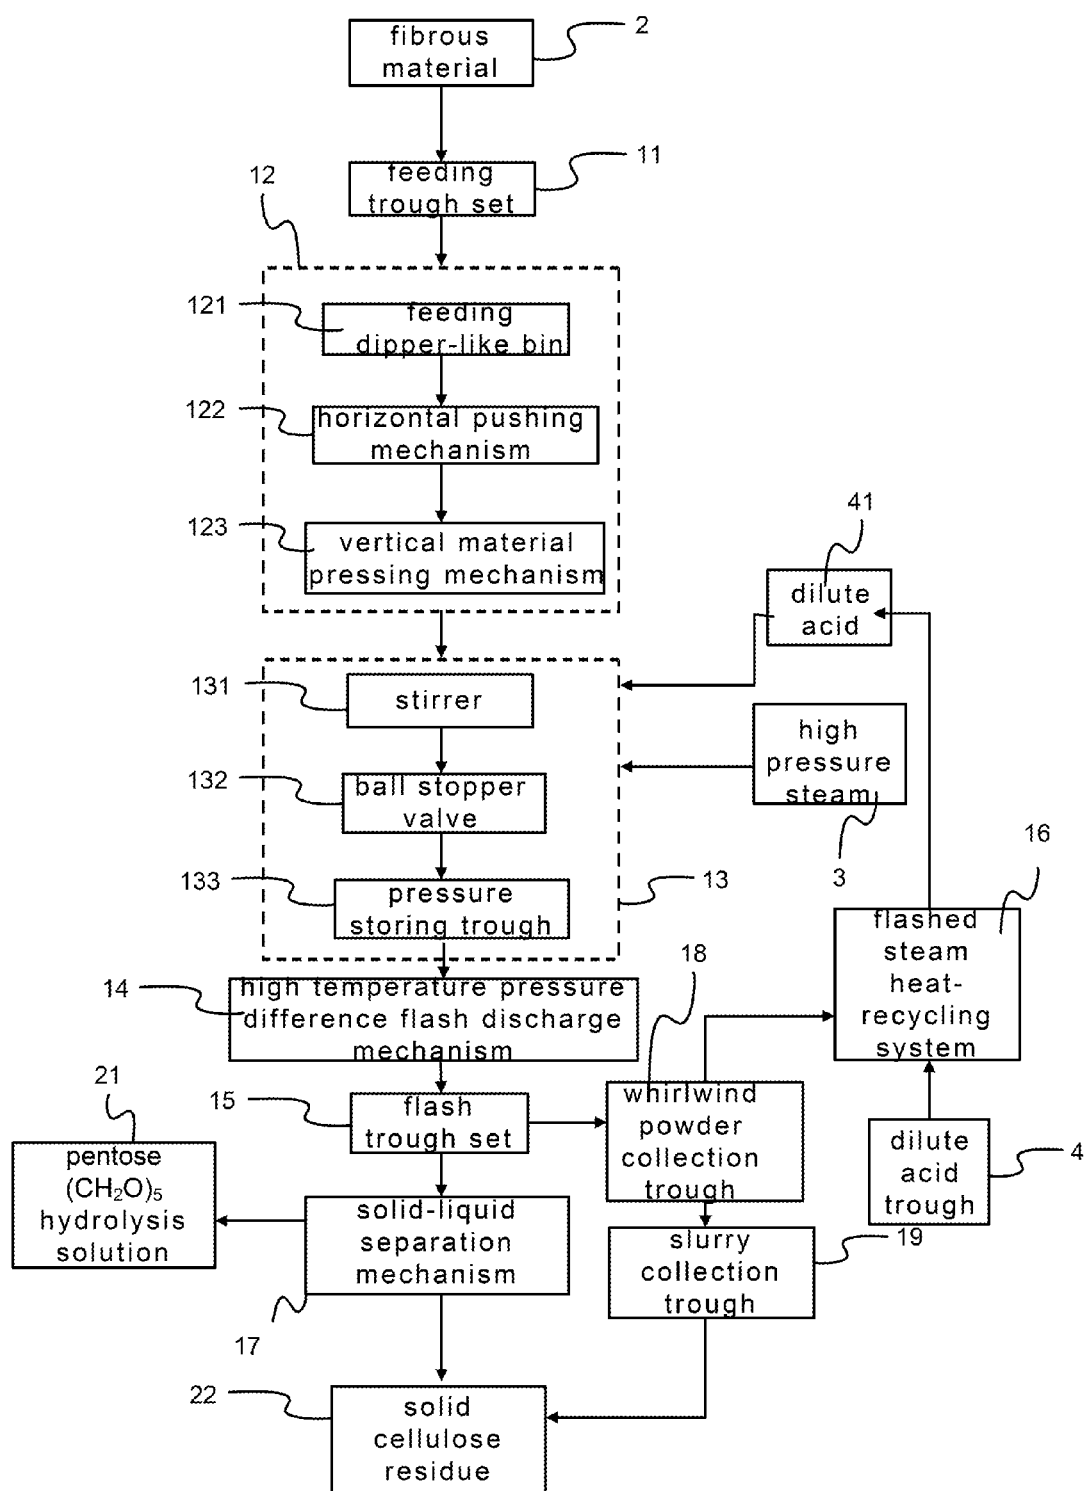 2
fibrous
material
11
feeding
trough set
12
121
feeding
dipper-like bin
122
horizontal pushing
mechanism
123
vertical material
pressing mechanism
41
dilute
acid
131
stirrer
high
pressure
steam
3
132
ball stopper
valve
133
pressure
storing trough
13
16
flashed
steam
heat-
recycling
system
14
high temperature pressure
difference flash discharge
mechanism
18
21
15
flash
trough set
whirlwind
powder
collection
trough
dilute
acid
trough
4
pentose
(CH₂O)₅
hydrolysis
solution
solid-liquid
separation
mechanism
17
19
slurry
collection
trough
22
solid
cellulose
residue